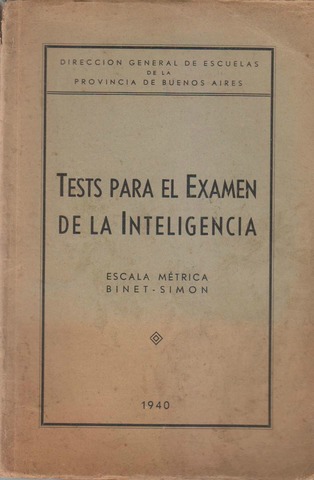 DIRECCION GENERAL DE ESCUELAS
DE LA
PROVINCIA DE BUENOS AIRES
TESTS PARA EL EXAMEN
DE LA INTELIGENCIA
ESCALA MÉTRICA
BINET-SIMON
1940